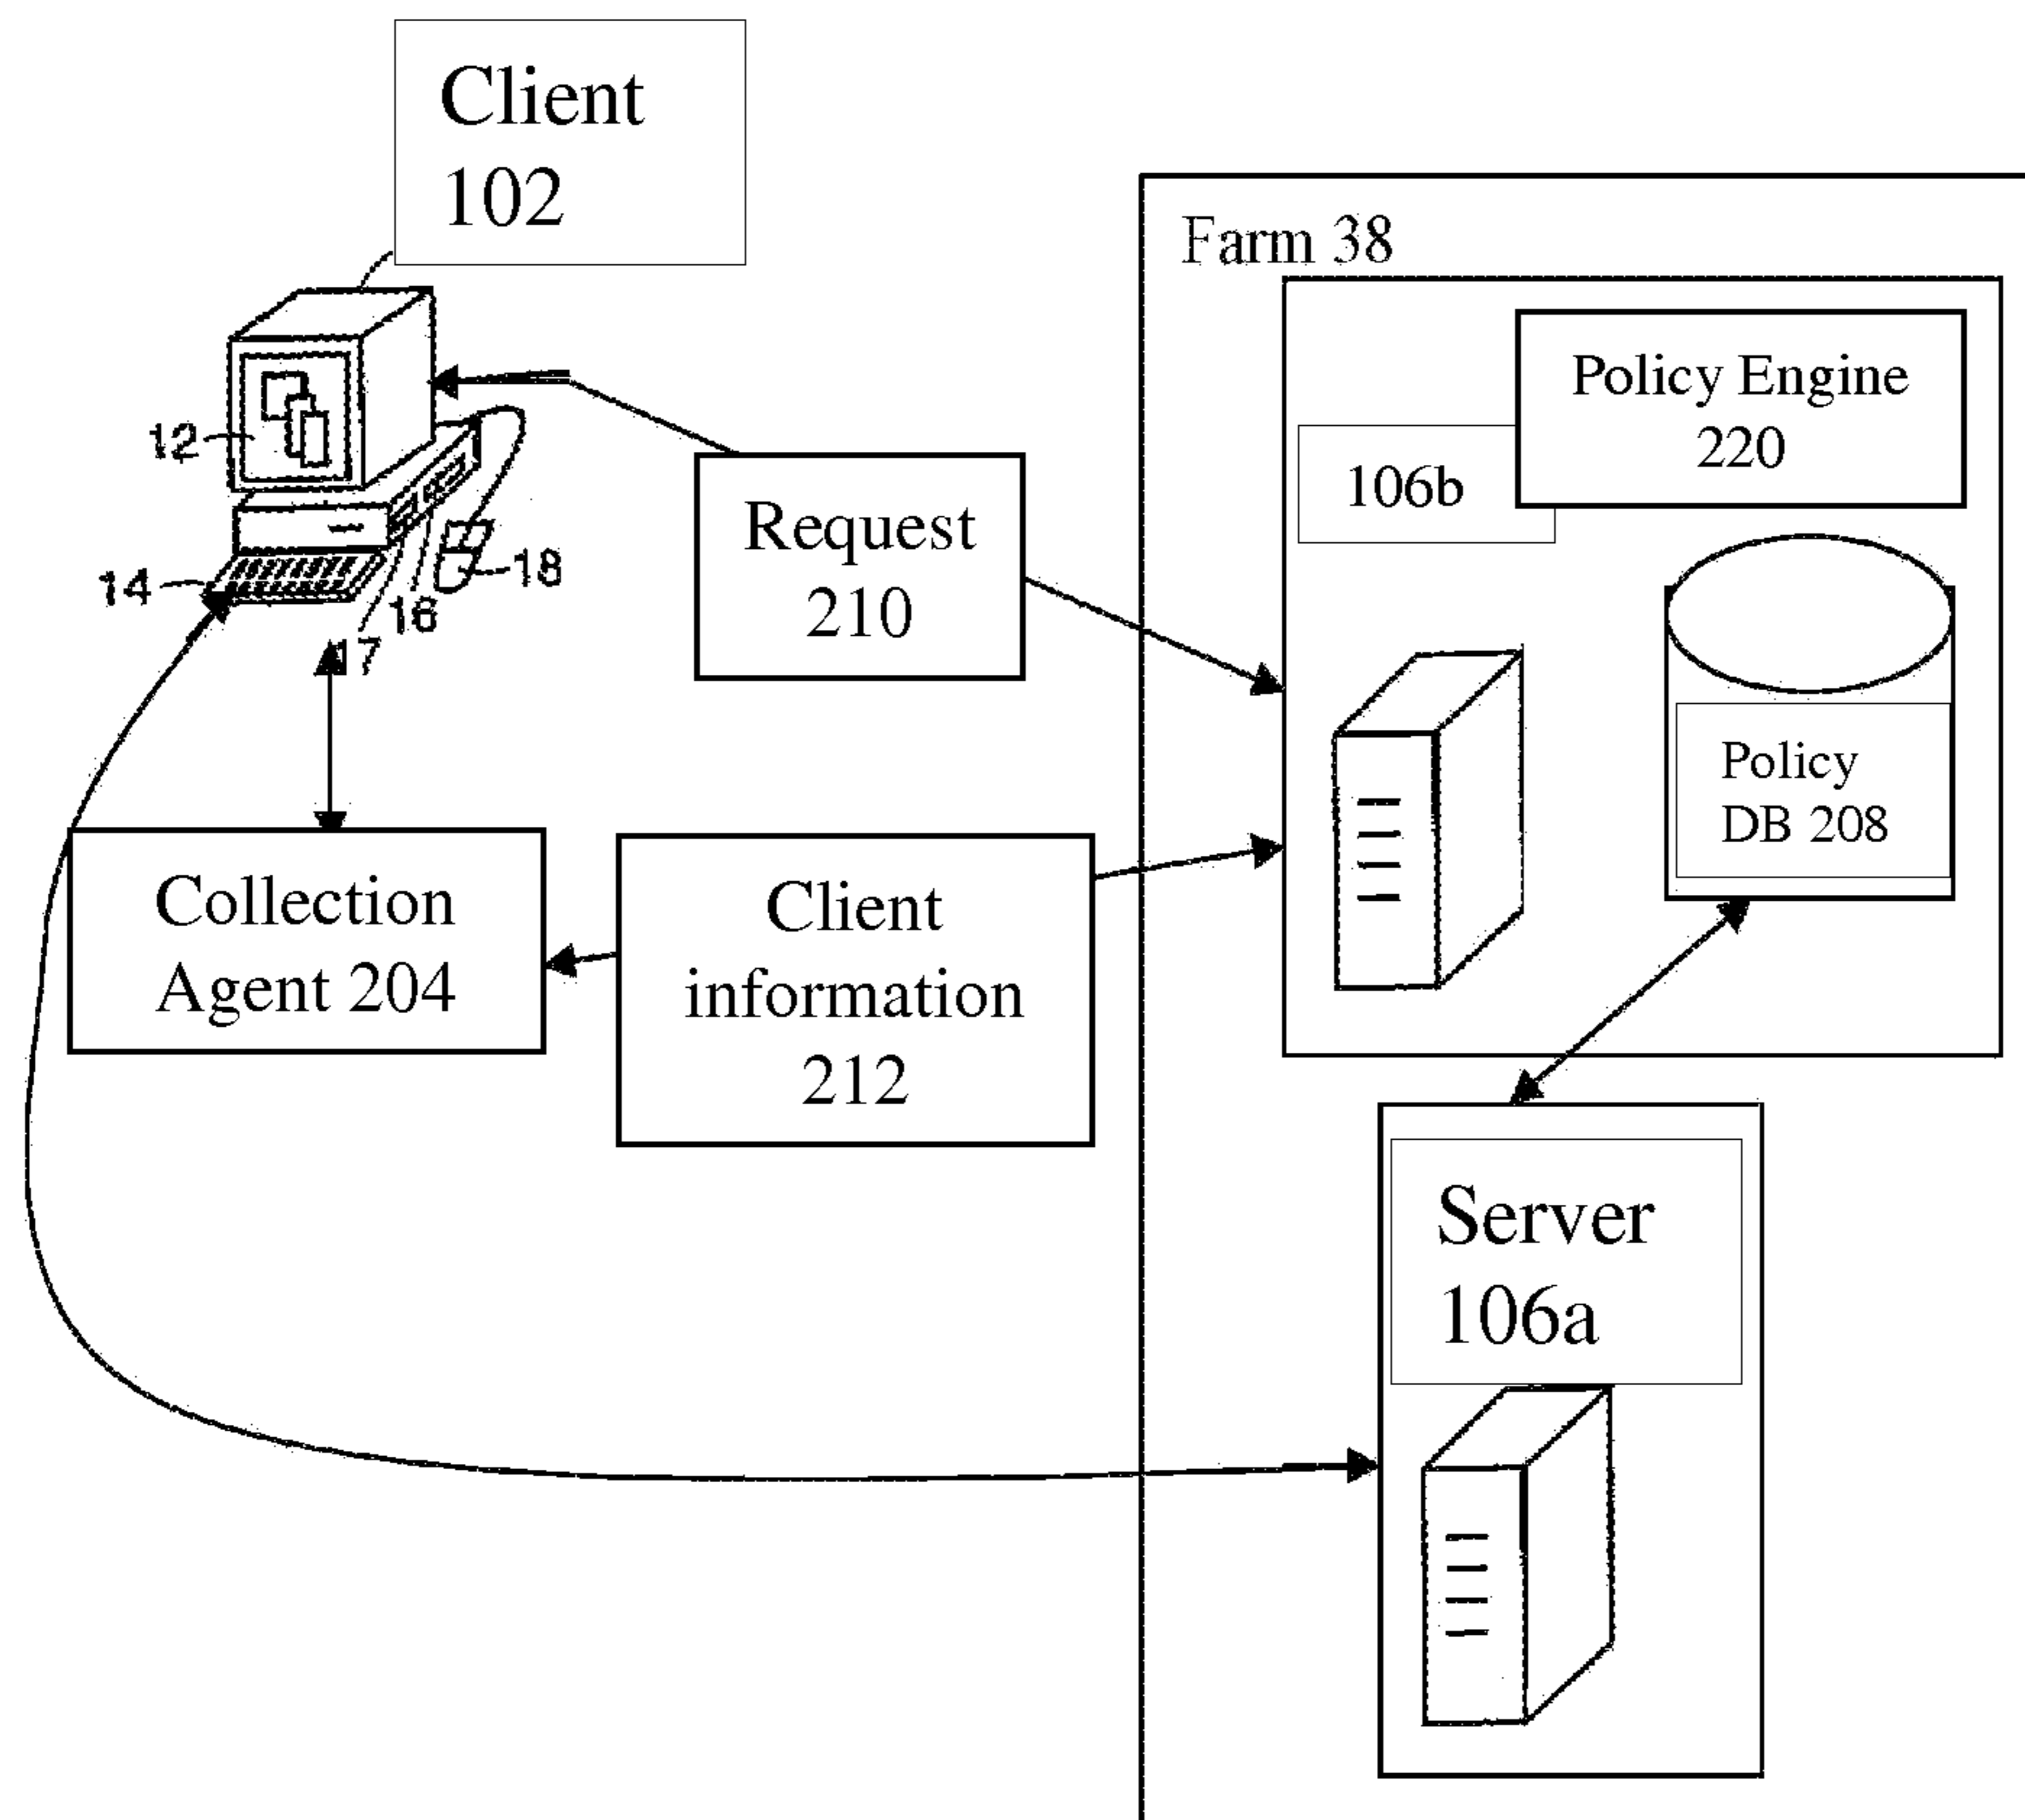 Client
102
Farm 38
Policy Engine
220
106b
12
Request
210
14
18
16
17
Policy
DB 208
Collection
Agent 204
Client
information
212
Server
106a